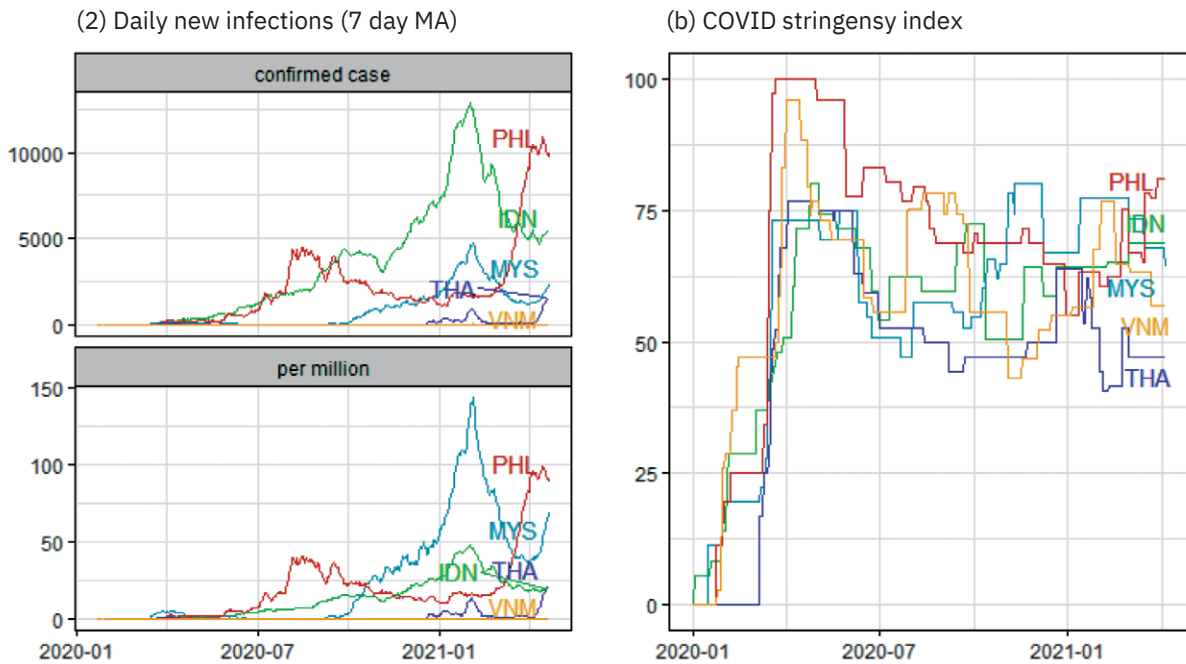 (2) Daily new infections (7 day MA)
confirmed case
10000
5000
0
PHL
IDN
MYS
THA
VNM
per million
150
100
50
0
PHL
MYS
IDN
THA
VNM
2020-01
2020-07
2021-01
(b) COVID stringensy index
100
75
50
25
0
PHL
IDN
MYS
VNM
THA
2020-01
2020-07
2021-01